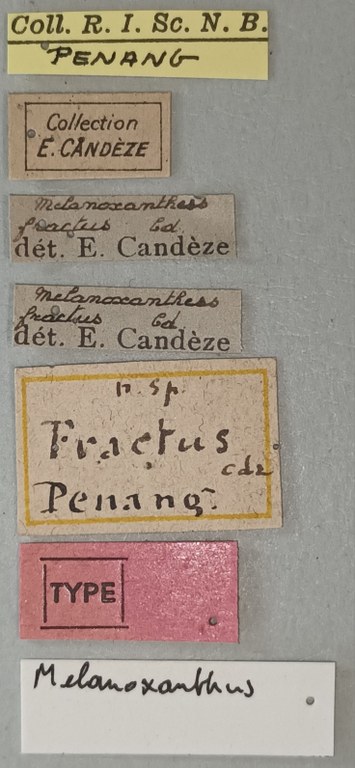 Coll. R. I. Sc. N. B.
PENANG
Collection
E. CANDÈZE
Melanoxanthus
fractus Cd.
dét. E. Candèze
Melanoxanthus
fractus Cd.
dét. E. Candèze
n. sp.
Fractus
cdz
Penang.
TYPE
Melanoxanthus